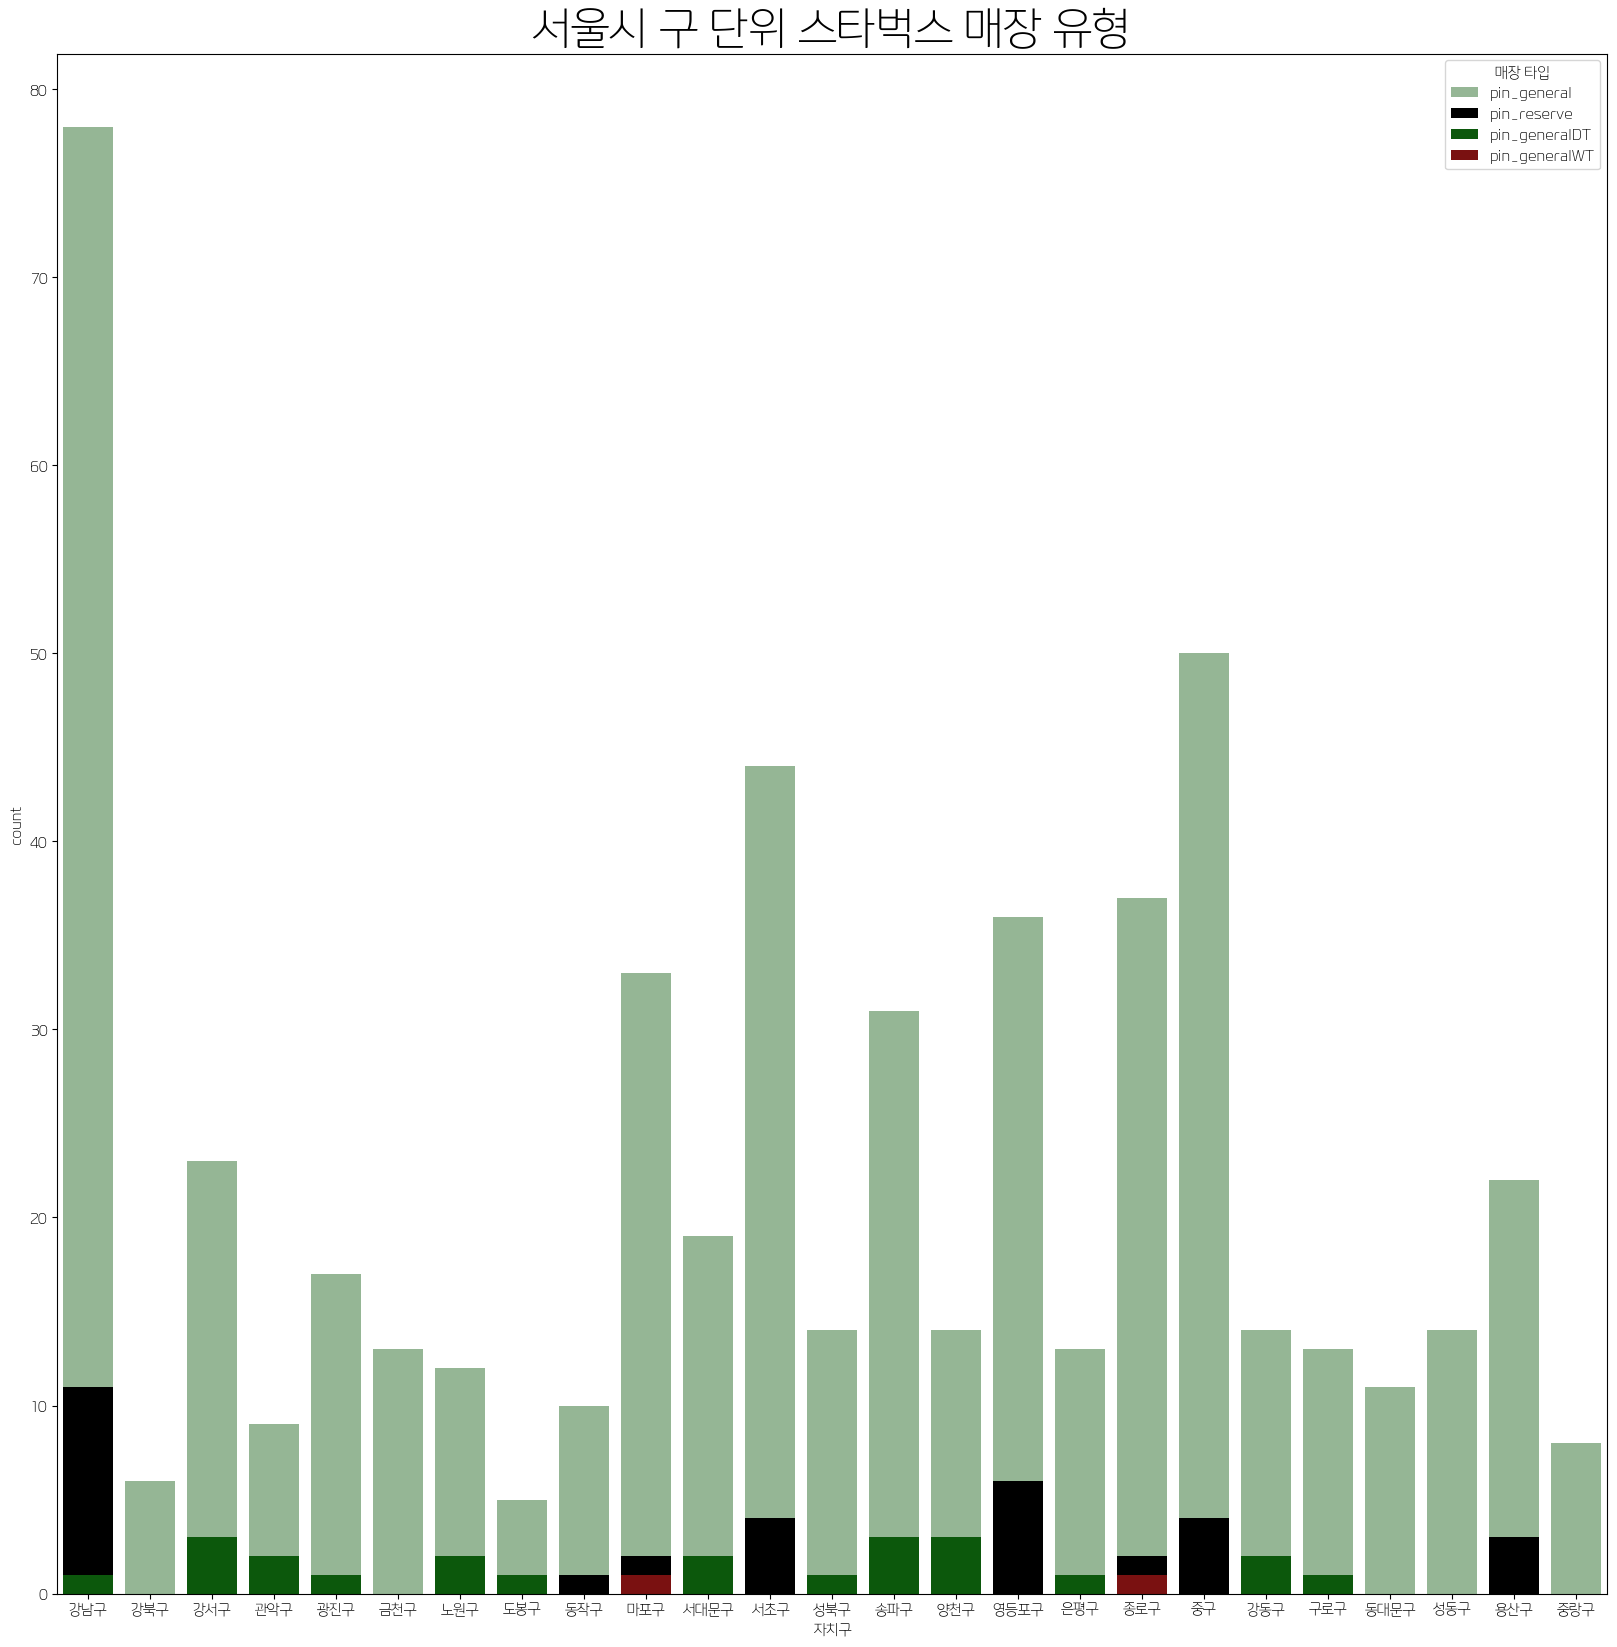 서울시 구 단위 스타벅스 매장 유형
매장 타입
pin_general
pin_reserve
pin_generalDT
pin_generalWT
80
70
60
50
40
30
20
10
0
count
강남구 강북구 강서구 관악구 광진구 금천구 노원구 도봉구 동작구 마포구 서대문구 서초구 성북구 송파구 양천구 영등포구 은평구 종로구 중구 강동구 구로구 동대문구 성동구 용산구 중랑구
자치구